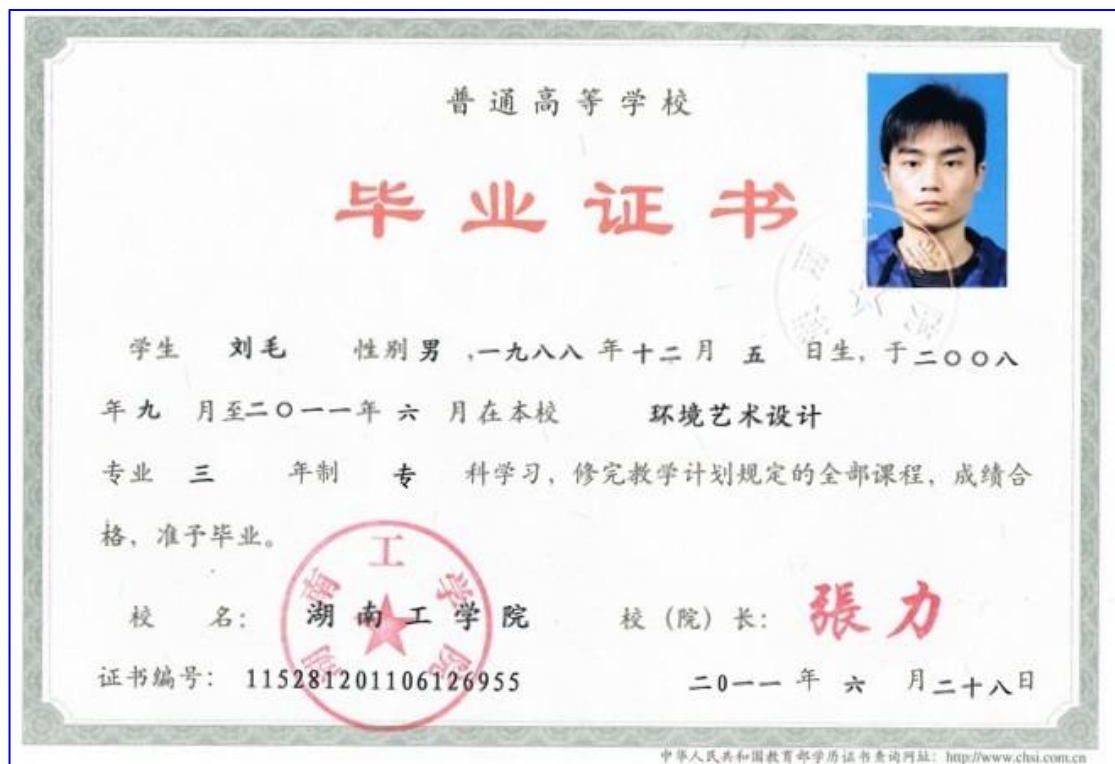 普通高等学校
毕业证书
学生 刘毛 性别 男 ,一九八八 年 十二 月 五 日生, 于 二〇〇八
年 九 月至 二〇一一 年 六 月在本校 环境艺术设计
专业 三 年制 专 科学习, 修完教学计划规定的全部课程, 成绩合
格, 准予毕业。
湖南工学院
校 名: 湖南工学院 校 (院) 长: 張力
证书编号: 115281201106126955 二0一一 年 六 月 二十八 日
中华人民共和国教育部学历证书查询网址: http://www.chsi.com.cn